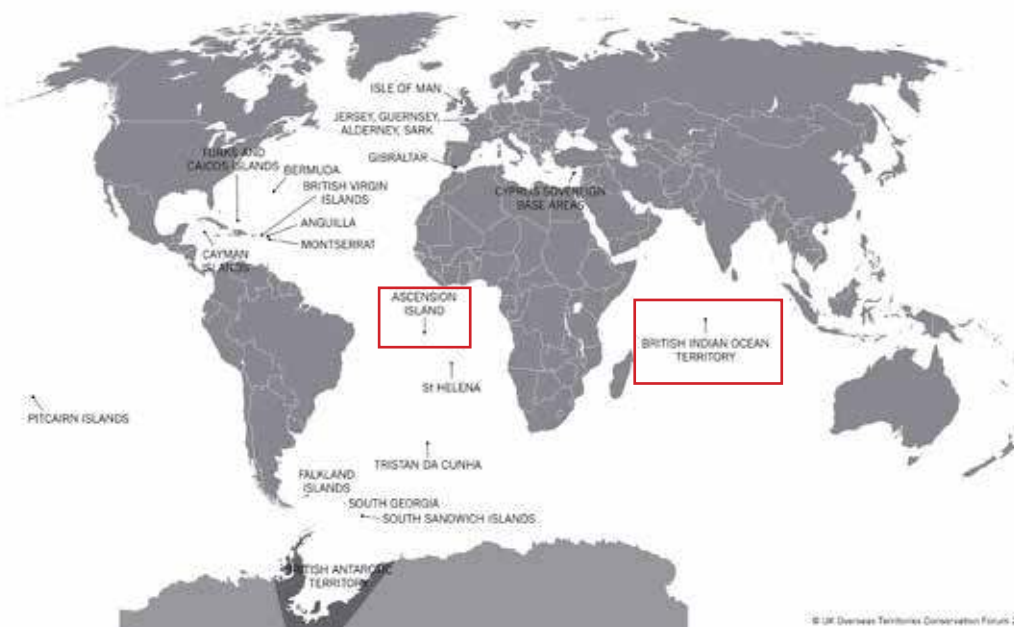 ISLE OF MAN
JERSEY, GUERNSEY,
ALDERNEY, SARK
GIBRALTAR
TURKS AND
CAICOS ISLANDS
BERMUDA
BRITISH VIRGIN
ISLANDS
ANGUILLA
MONTSERRAT
CAYMAN
ISLANDS
CYPRUS SOVEREIGN
BASE AREAS
ASCENSION
ISLAND
BRITISH INDIAN OCEAN
TERRITORY
St HELENA
PITCAIRN ISLANDS
TRISTAN DA CUNHA
FALKLAND
ISLANDS
SOUTH GEORGIA
SOUTH SANDWICH ISLANDS
BRITISH ANTARCTIC
TERRITORY
© UK Overseas Territories Conservation Forum